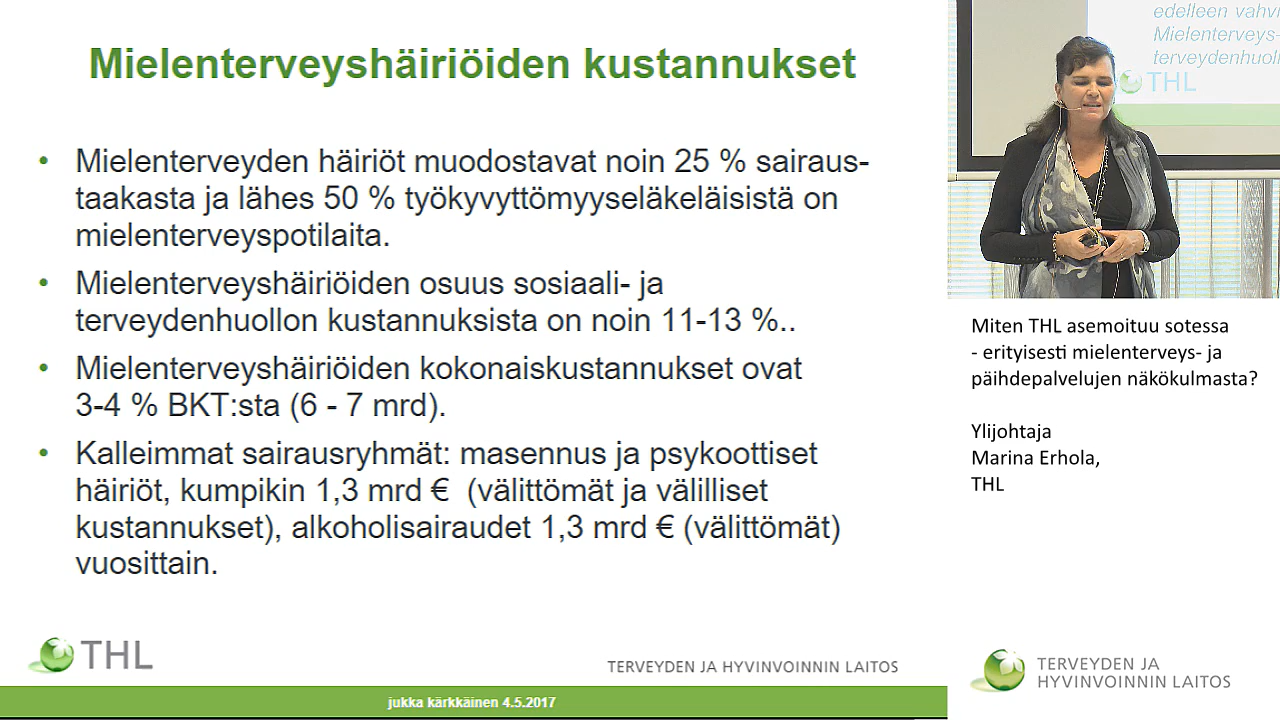 Mielenterveyshäiriöiden kustannukset
• Mielenterveyden häiriöt muodostavat noin 25 % sairaus-
taakasta ja lähes 50 % työkyvyttömyyseläkeläisistä on
mielenterveyspotilaita.
• Mielenterveyshäiriöiden osuus sosiaali- ja
terveydenhuollon kustannuksista on noin 11-13 %..
• Mielenterveyshäiriöiden kokonaiskustannukset ovat
3-4 % BKT:sta (6 - 7 mrd).
• Kalleimmat sairausryhmät: masennus ja psykoottiset
häiriöt, kumpikin 1,3 mrd € (välittömät ja välilliset
kustannukset), alkoholisairaudet 1,3 mrd € (välittömät)
vuosittain.
THL
TERVEYDEN JA HYVINVOINNIN LAITOS
jukka kärkkäinen 4.5.2017
edelleen vahvi
Mielenterveys-
terveydenhuoll
THL
Miten THL asemoituu sotessa
- erityisesti mielenterveys- ja
päihdepalvelujen näkökulmasta?
Ylijohtaja
Marina Erhola,
THL
TERVEYDEN JA
HYVINVOINNIN LAITOS